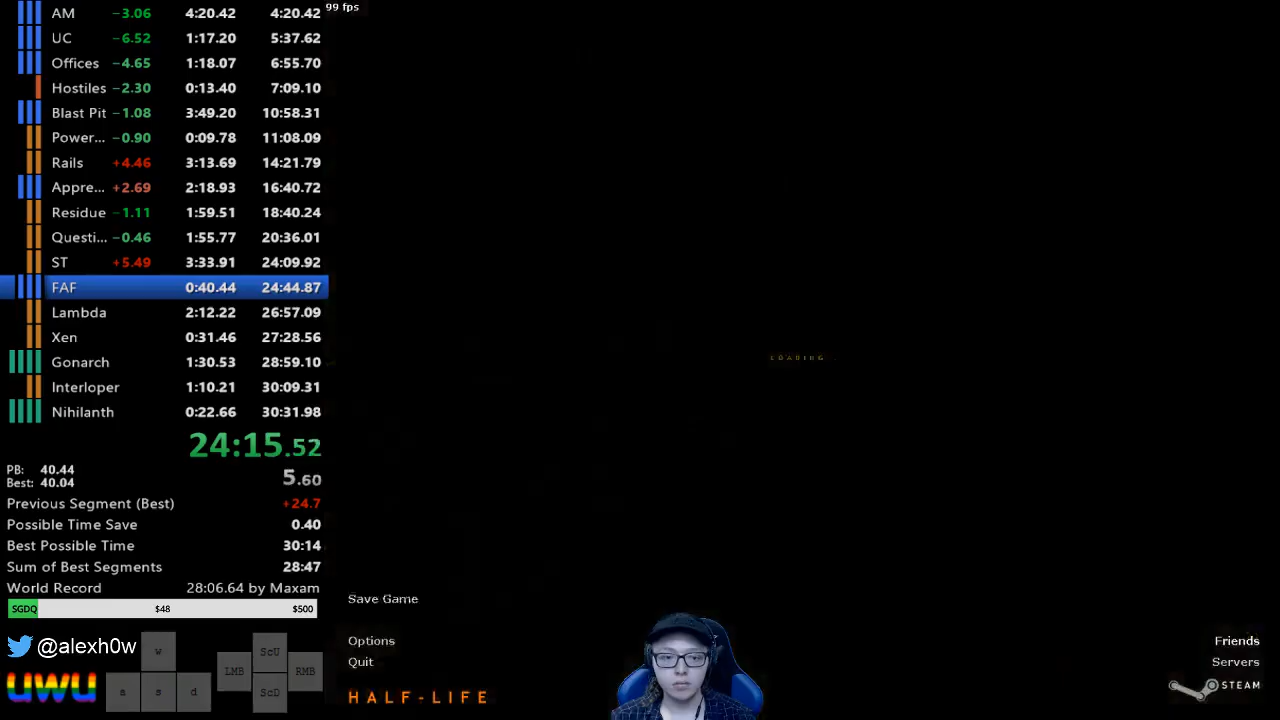 99 fps
AM −3.06 4:20.42 4:20.42
UC −6.52 1:17.20 5:37.62
Offices −4.65 1:18.07 6:55.70
Hostiles −2.30 0:13.40 7:09.10
Blast Pit −1.08 3:49.20 10:58.31
Power... −0.90 0:09.78 11:08.09
Rails +4.46 3:13.69 14:21.79
Appre... +2.69 2:18.93 16:40.72
Residue −1.11 1:59.51 18:40.24
Questi... −0.46 1:55.77 20:36.01
ST +5.49 3:33.91 24:09.92
FAF 0:40.44 24:44.87
Lambda 2:12.22 26:57.09
Xen 0:31.46 27:28.56
Gonarch 1:30.53 28:59.10
Interloper 1:10.21 30:09.31
Nihilanth 0:22.66 30:31.98
24:15.52
PB: 40.44
Best: 40.04
5.60
Previous Segment (Best) +24.7
Possible Time Save 0.40
Best Possible Time 30:14
Sum of Best Segments 28:47
World Record 28:06.64 by Maxam
SGDQ $48 $500
@alexh0w
uwu
w
a s d
LMB ScU RMB
ScD
LOADING
Save Game
Options
Quit
HALF-LIFE
Friends
Servers
STEAM